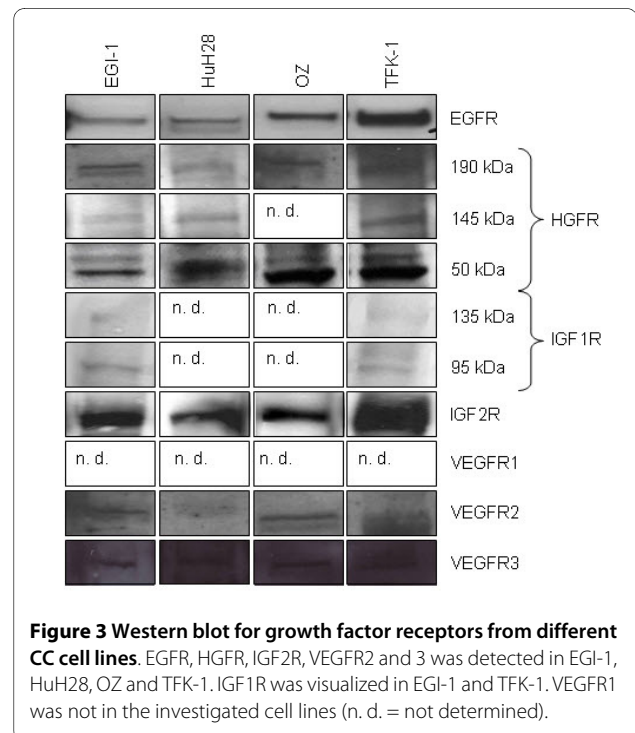 EGI-1 HuH28 OZ TFK-1
EGFR
190 kDa
n. d. 145 kDa
HGFR
50 kDa
n. d. n. d. 135 kDa
IGF1R
n. d. n. d. 95 kDa
IGF2R
n. d. n. d. n. d. n. d. VEGFR1
VEGFR2
VEGFR3
Figure 3 Western blot for growth factor receptors from different
CC cell lines. EGFR, HGFR, IGF2R, VEGFR2 and 3 was detected in EGI-1,
HuH28, OZ and TFK-1. IGF1R was visualized in EGI-1 and TFK-1. VEGFR1
was not in the investigated cell lines (n. d. = not determined).